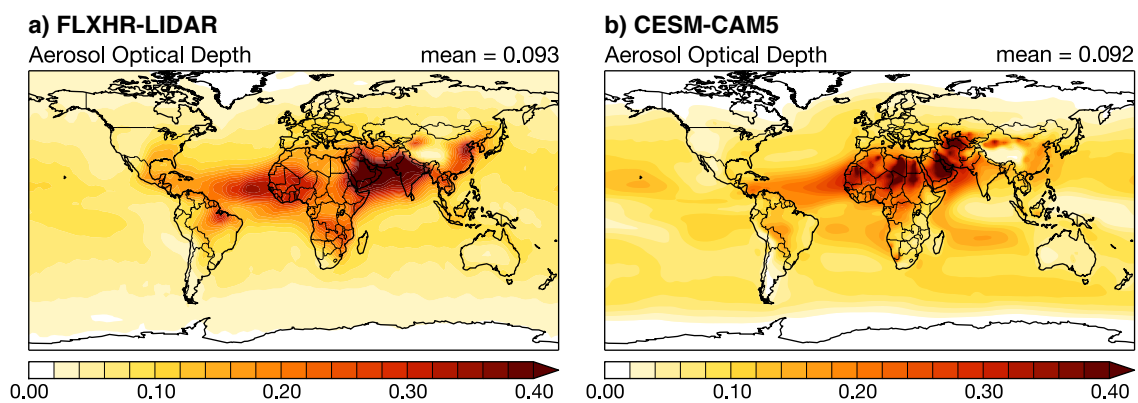 a) FLXHR-LIDAR
Aerosol Optical Depth mean = 0.093
0.00 0.10 0.20 0.30 0.40
b) CESM-CAM5
Aerosol Optical Depth mean = 0.092
0.00 0.10 0.20 0.30 0.40